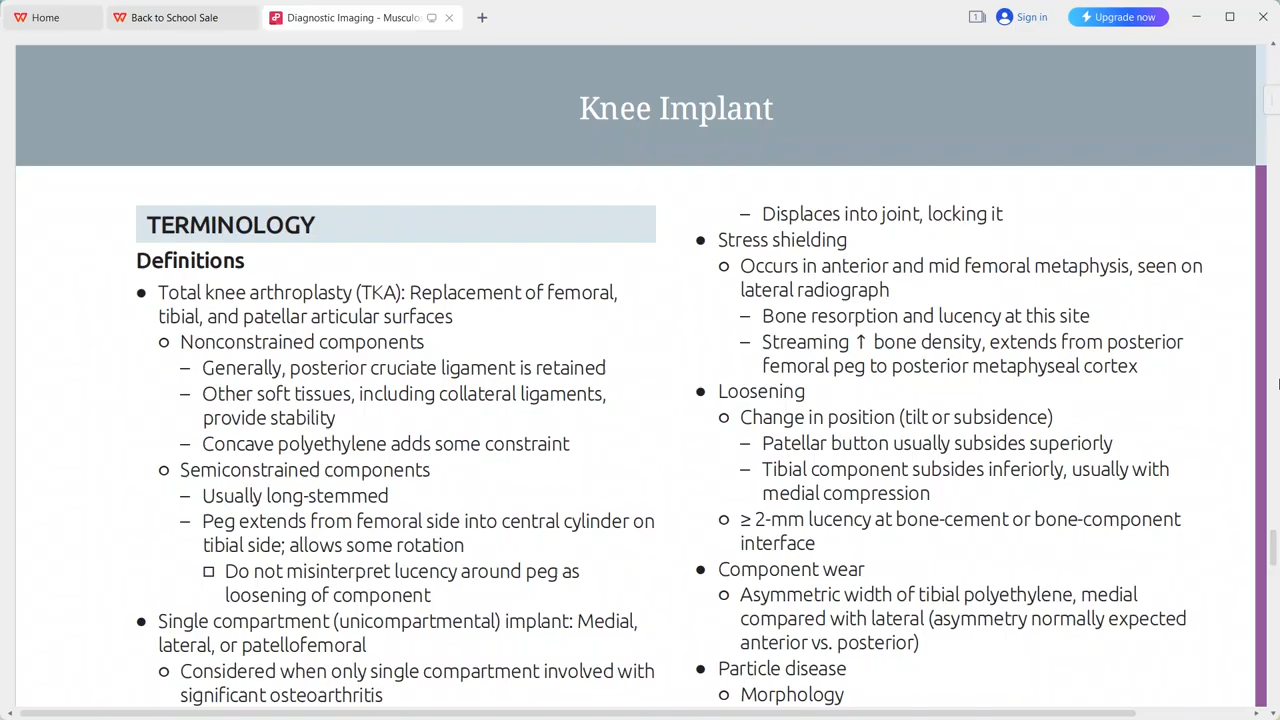 Home
Back to School Sale
Diagnostic Imaging - Musculo
1
Sign in
Upgrade now
Knee Implant
TERMINOLOGY
Definitions
● Total knee arthroplasty (TKA): Replacement of femoral,
tibial, and patellar articular surfaces
○ Nonconstrained components
– Generally, posterior cruciate ligament is retained
– Other soft tissues, including collateral ligaments,
provide stability
– Concave polyethylene adds some constraint
○ Semiconstrained components
– Usually long-stemmed
– Peg extends from femoral side into central cylinder on
tibial side; allows some rotation
□ Do not misinterpret lucency around peg as
loosening of component
● Single compartment (unicompartmental) implant: Medial,
lateral, or patellofemoral
○ Considered when only single compartment involved with
significant osteoarthritis
– Displaces into joint, locking it
● Stress shielding
○ Occurs in anterior and mid femoral metaphysis, seen on
lateral radiograph
– Bone resorption and lucency at this site
– Streaming ↑ bone density, extends from posterior
femoral peg to posterior metaphyseal cortex
● Loosening
○ Change in position (tilt or subsidence)
– Patellar button usually subsides superiorly
– Tibial component subsides inferiorly, usually with
medial compression
○ ≥ 2-mm lucency at bone-cement or bone-component
interface
● Component wear
○ Asymmetric width of tibial polyethylene, medial
compared with lateral (asymmetry normally expected
anterior vs. posterior)
● Particle disease
○ Morphology